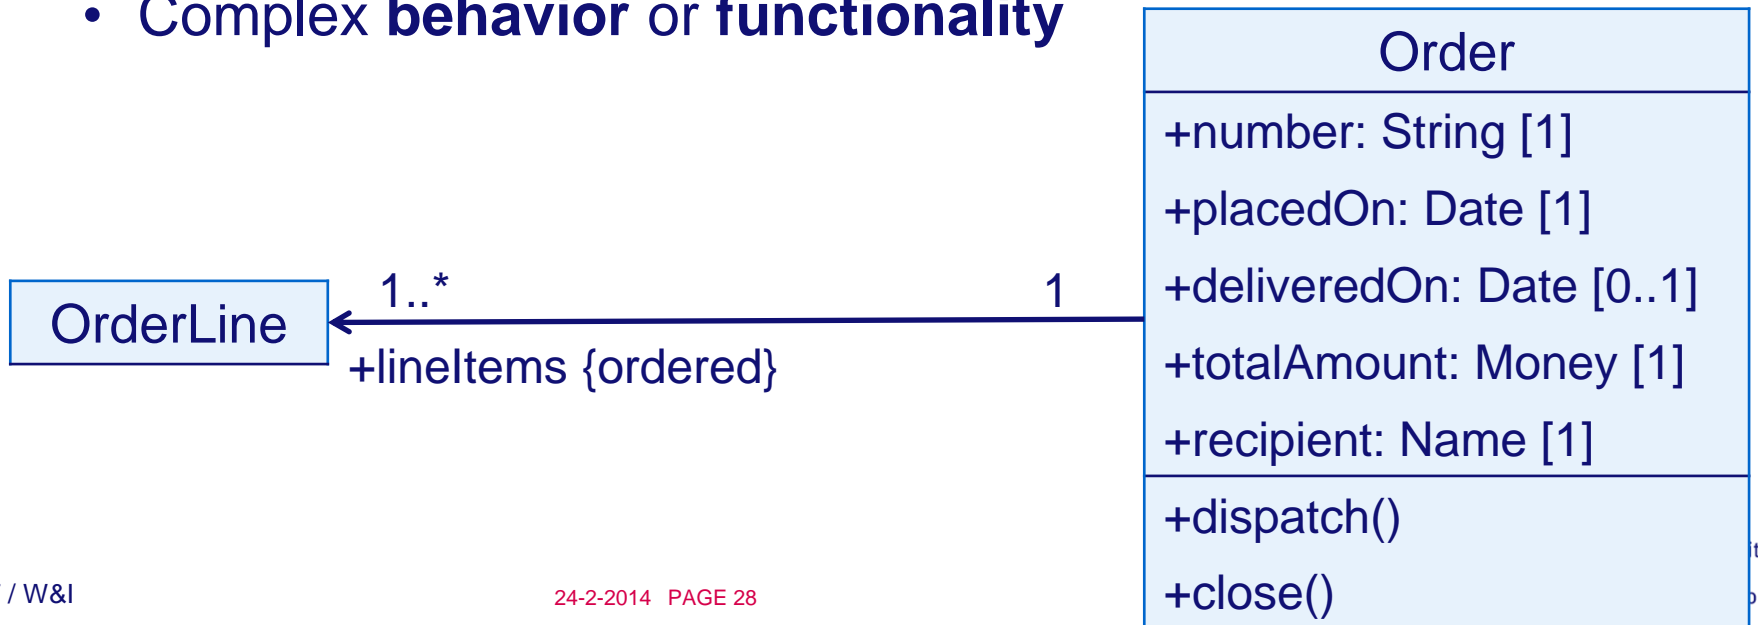 • Complex behavior or functionality
Order
+number: String [1]
+placedOn: Date [1]
+deliveredOn: Date [0..1]
+totalAmount: Money [1]
+recipient: Name [1]
+dispatch()
+close()
OrderLine
1..*
1
+lineItems {ordered}
/ W&I
24-2-2014 PAGE 28